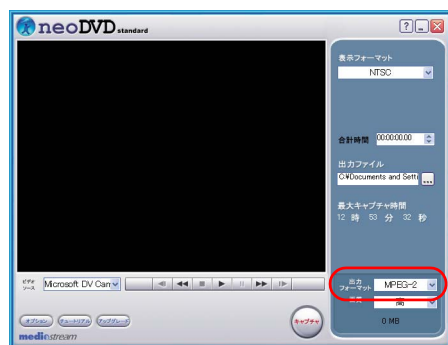 neoDVD standard
表示フォーマット
NTSC
合計時間 00:00:00.00
出力ファイル
C:¥Documents and Setti ...
最大キャプチャ時間
12 時 53 分 32 秒
ビデオ
ソース Microsoft DV Cam
出力
フォーマット MPEG-2
高
オプション チュートリアル アップグレード
キャプチャ
0 MB
mediostream